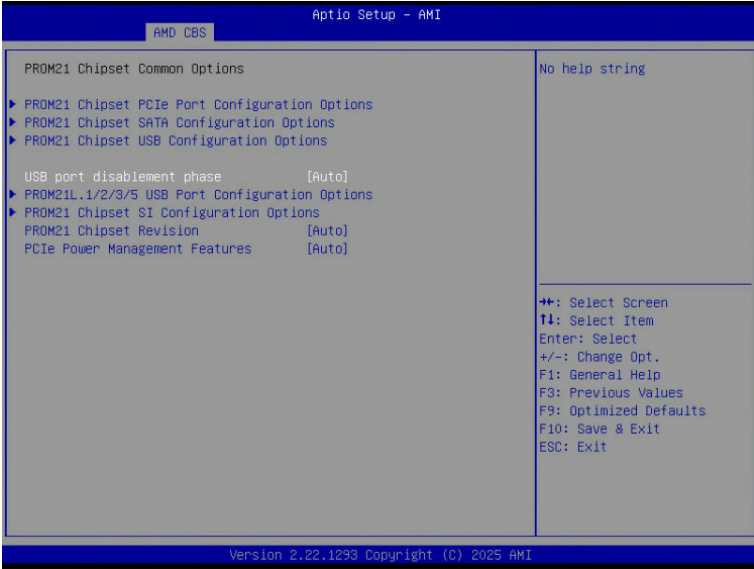 Aptio Setup – AMI
AMD CBS
PROM21 Chipset Common Options
No help string
PROM21 Chipset PCIe Port Configuration Options
PROM21 Chipset SATA Configuration Options
PROM21 Chipset USB Configuration Options
USB port disablement phase [Auto]
PROM21L.1/2/3/5 USB Port Configuration Options
PROM21 Chipset SI Configuration Options
PROM21 Chipset Revision [Auto]
PCIe Power Management Features [Auto]
→←: Select Screen
↑↓: Select Item
Enter: Select
+/-: Change Opt.
F1: General Help
F3: Previous Values
F9: Optimized Defaults
F10: Save & Exit
ESC: Exit
Version 2.22.1293 Copyright (C) 2025 AMI